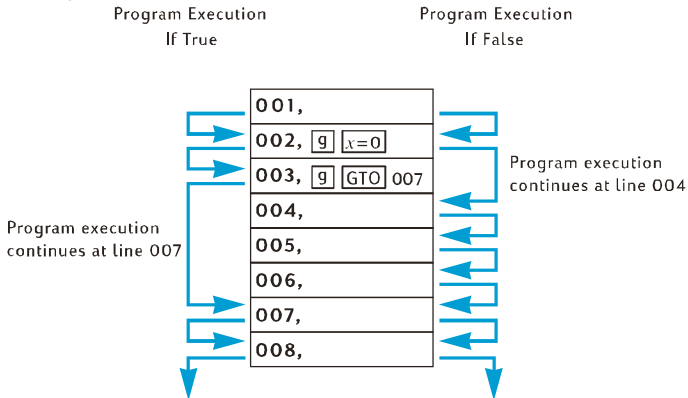 Program Execution
If True
Program Execution
If False
001,
002, g x=0
003, g GTO 007
004,
005,
006,
007,
008,
Program execution
continues at line 004
Program execution
continues at line 007